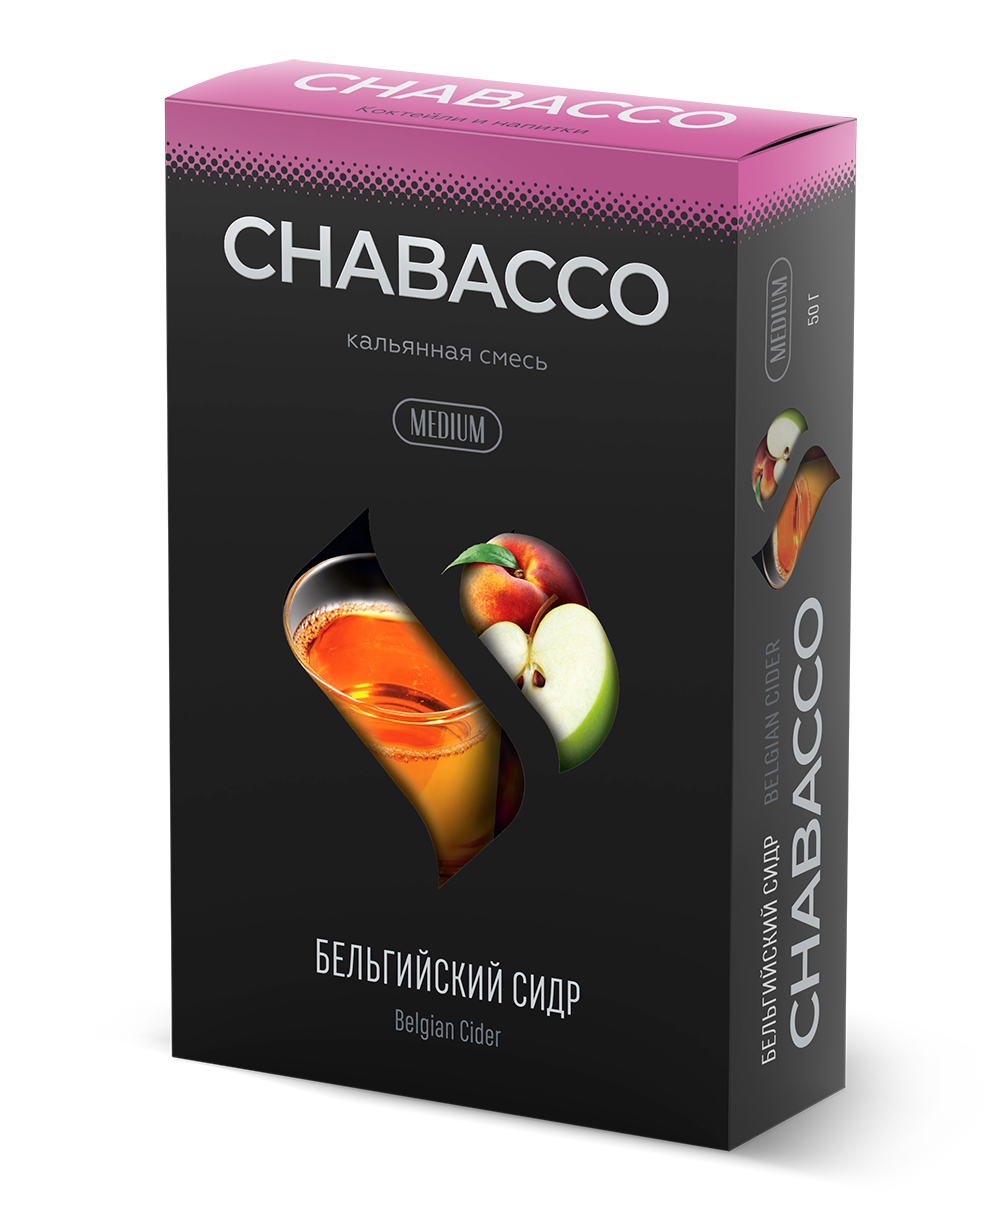 CHABACCO
Коктейли и напитки
CHABACCO
кальянная смесь
MEDIUM
БЕЛЬГИЙСКИЙ СИДР
Belgian Cider
MEDIUM
50 Г
БЕЛЬГИЙСКИЙ СИДР BELGIAN CIDER
CHABACCO